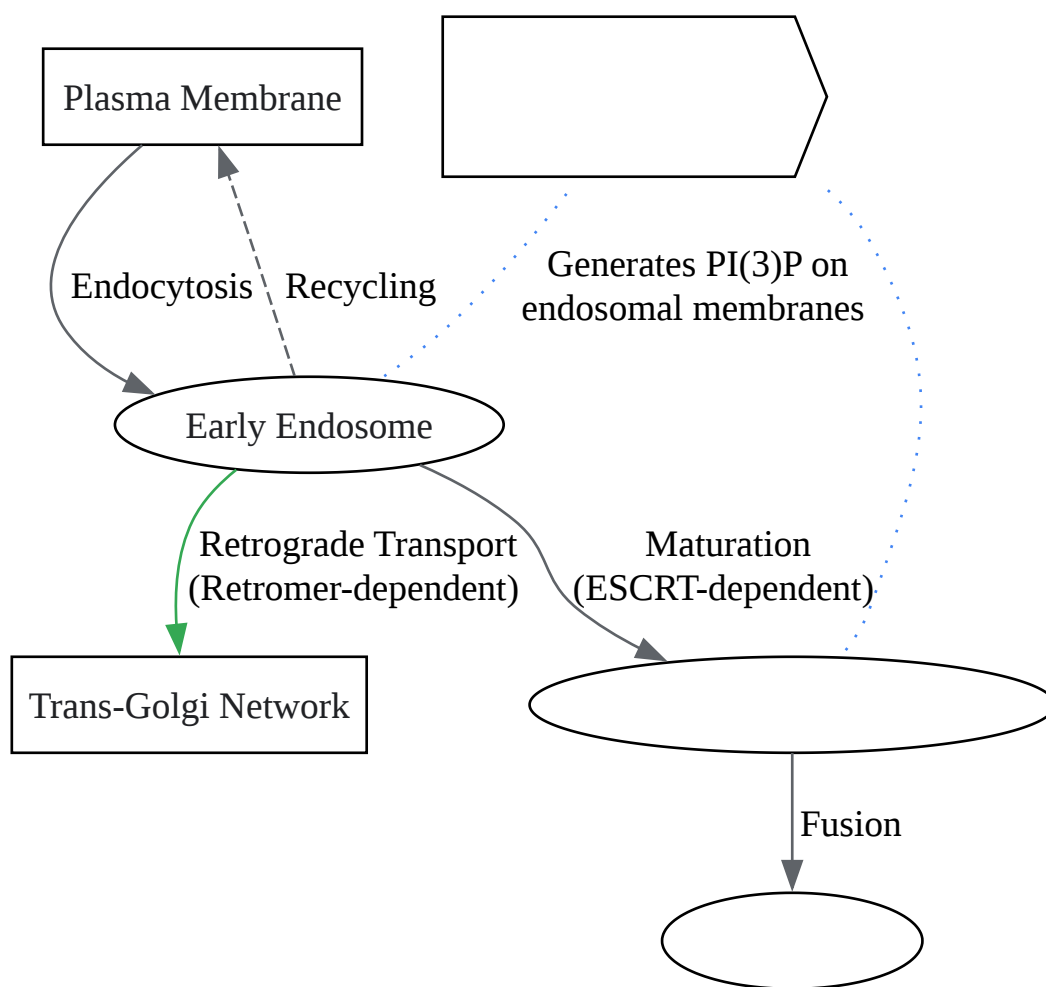 Plasma Membrane
Endocytosis
Recycling
Generates PI(3)P on
endosomal membranes
Early Endosome
Retrograde Transport
(Retromer-dependent)
Maturation
(ESCRT-dependent)
Trans-Golgi Network
Fusion